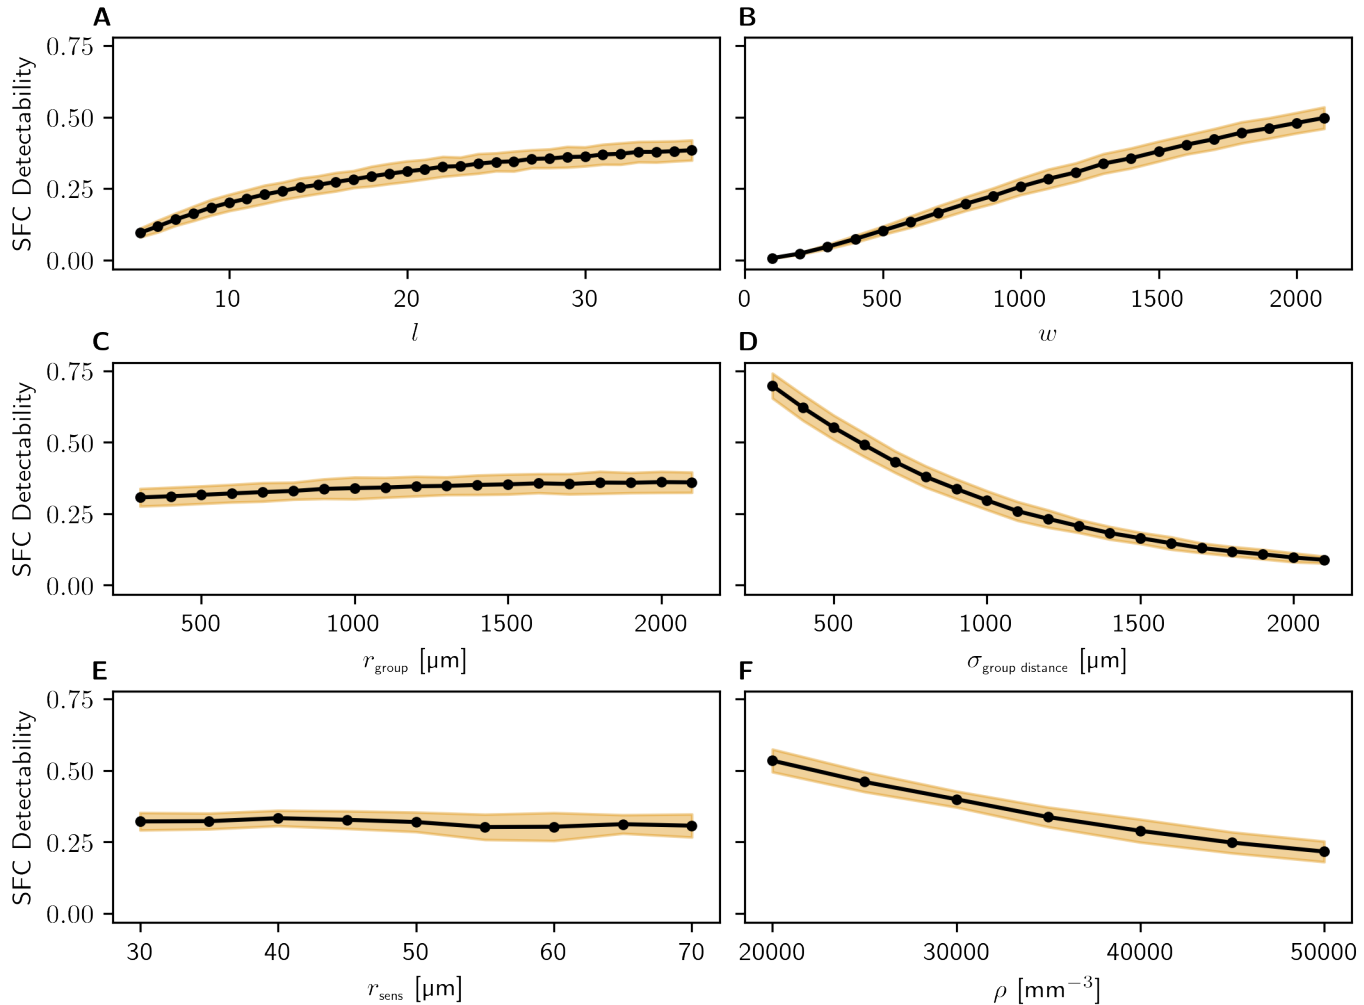 A
B
SFC Detectability
0.75
0.50
0.25
0.00
10
20
30
l
0
500
1000
1500
2000
w
C
D
SFC Detectability
0.75
0.50
0.25
0.00
500
1000
1500
2000
r_group [µm]
500
1000
1500
2000
σ_group distance [µm]
E
F
SFC Detectability
0.75
0.50
0.25
0.00
30
40
50
60
70
r_sens [µm]
20000
30000
40000
50000
ρ [mm⁻³]